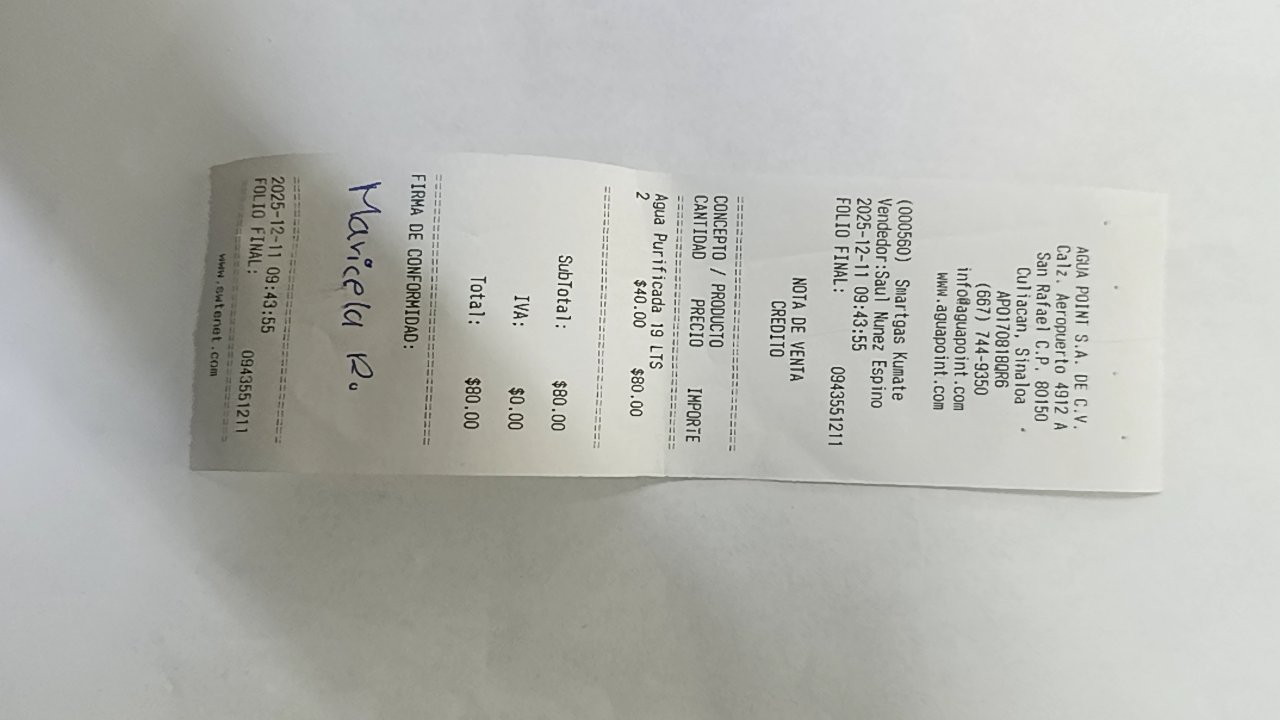 AGUA POINT S.A. DE C.V.
Calz. Aeropuerto 4912 A
San Rafael C.P. 80150
Culiacan, Sinaloa
APO170818QR6
(667) 744-9350
info@aguapoint.com
www.aguapoint.com
(000560) Smartgas Kumate
Vendedor:Saul Nunez Espino
2025-12-11 09:43:55
FOLIO FINAL: 0943551211
NOTA DE VENTA
CREDITO
CONCEPTO / PRODUCTO
CANTIDAD PRECIO IMPORTE
Agua Purificada 19 LTS
2 $40.00 $80.00
SubTotal: $80.00
IVA: $0.00
Total: $80.00
FIRMA DE CONFORMIDAD:
Maricela R.
2025-12-11 09:43:55
FOLIO FINAL: 0943551211
www.swtenet.com